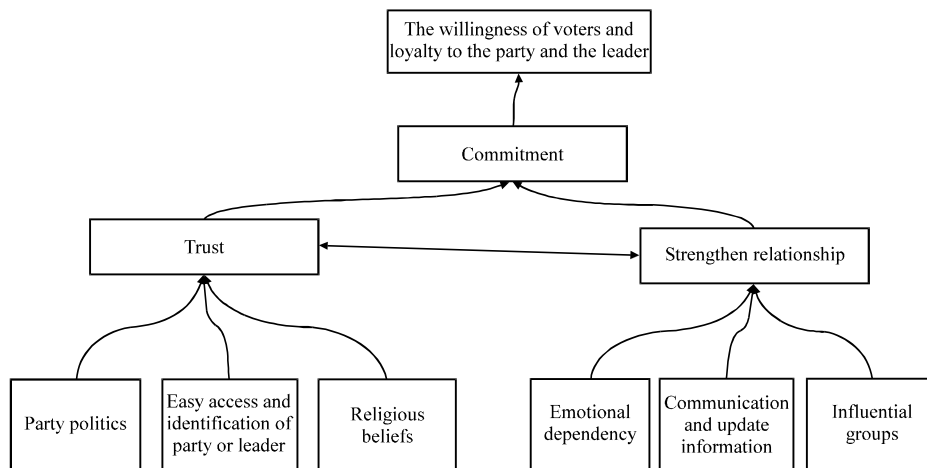 The willingness of voters and
loyalty to the party and the leader
Commitment
Trust
Strengthen relationship
Party politics
Easy access and
identification of
party or leader
Religious
beliefs
Emotional
dependency
Communication
and update
information
Influential
groups